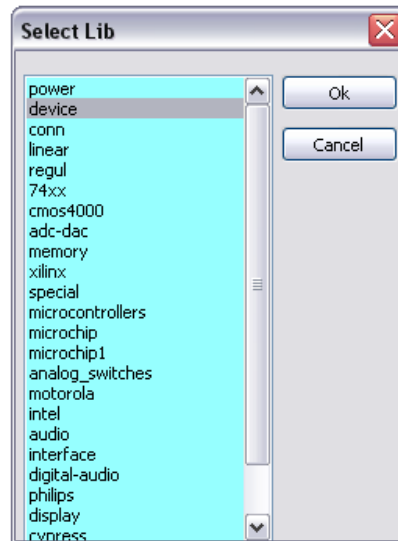 Select Lib
power
device
conn
linear
regul
74xx
cmos4000
adc-dac
memory
xilinx
special
microcontrollers
microchip
microchip1
analog_switches
motorola
intel
audio
interface
digital-audio
philips
display
cypress
Ok
Cancel